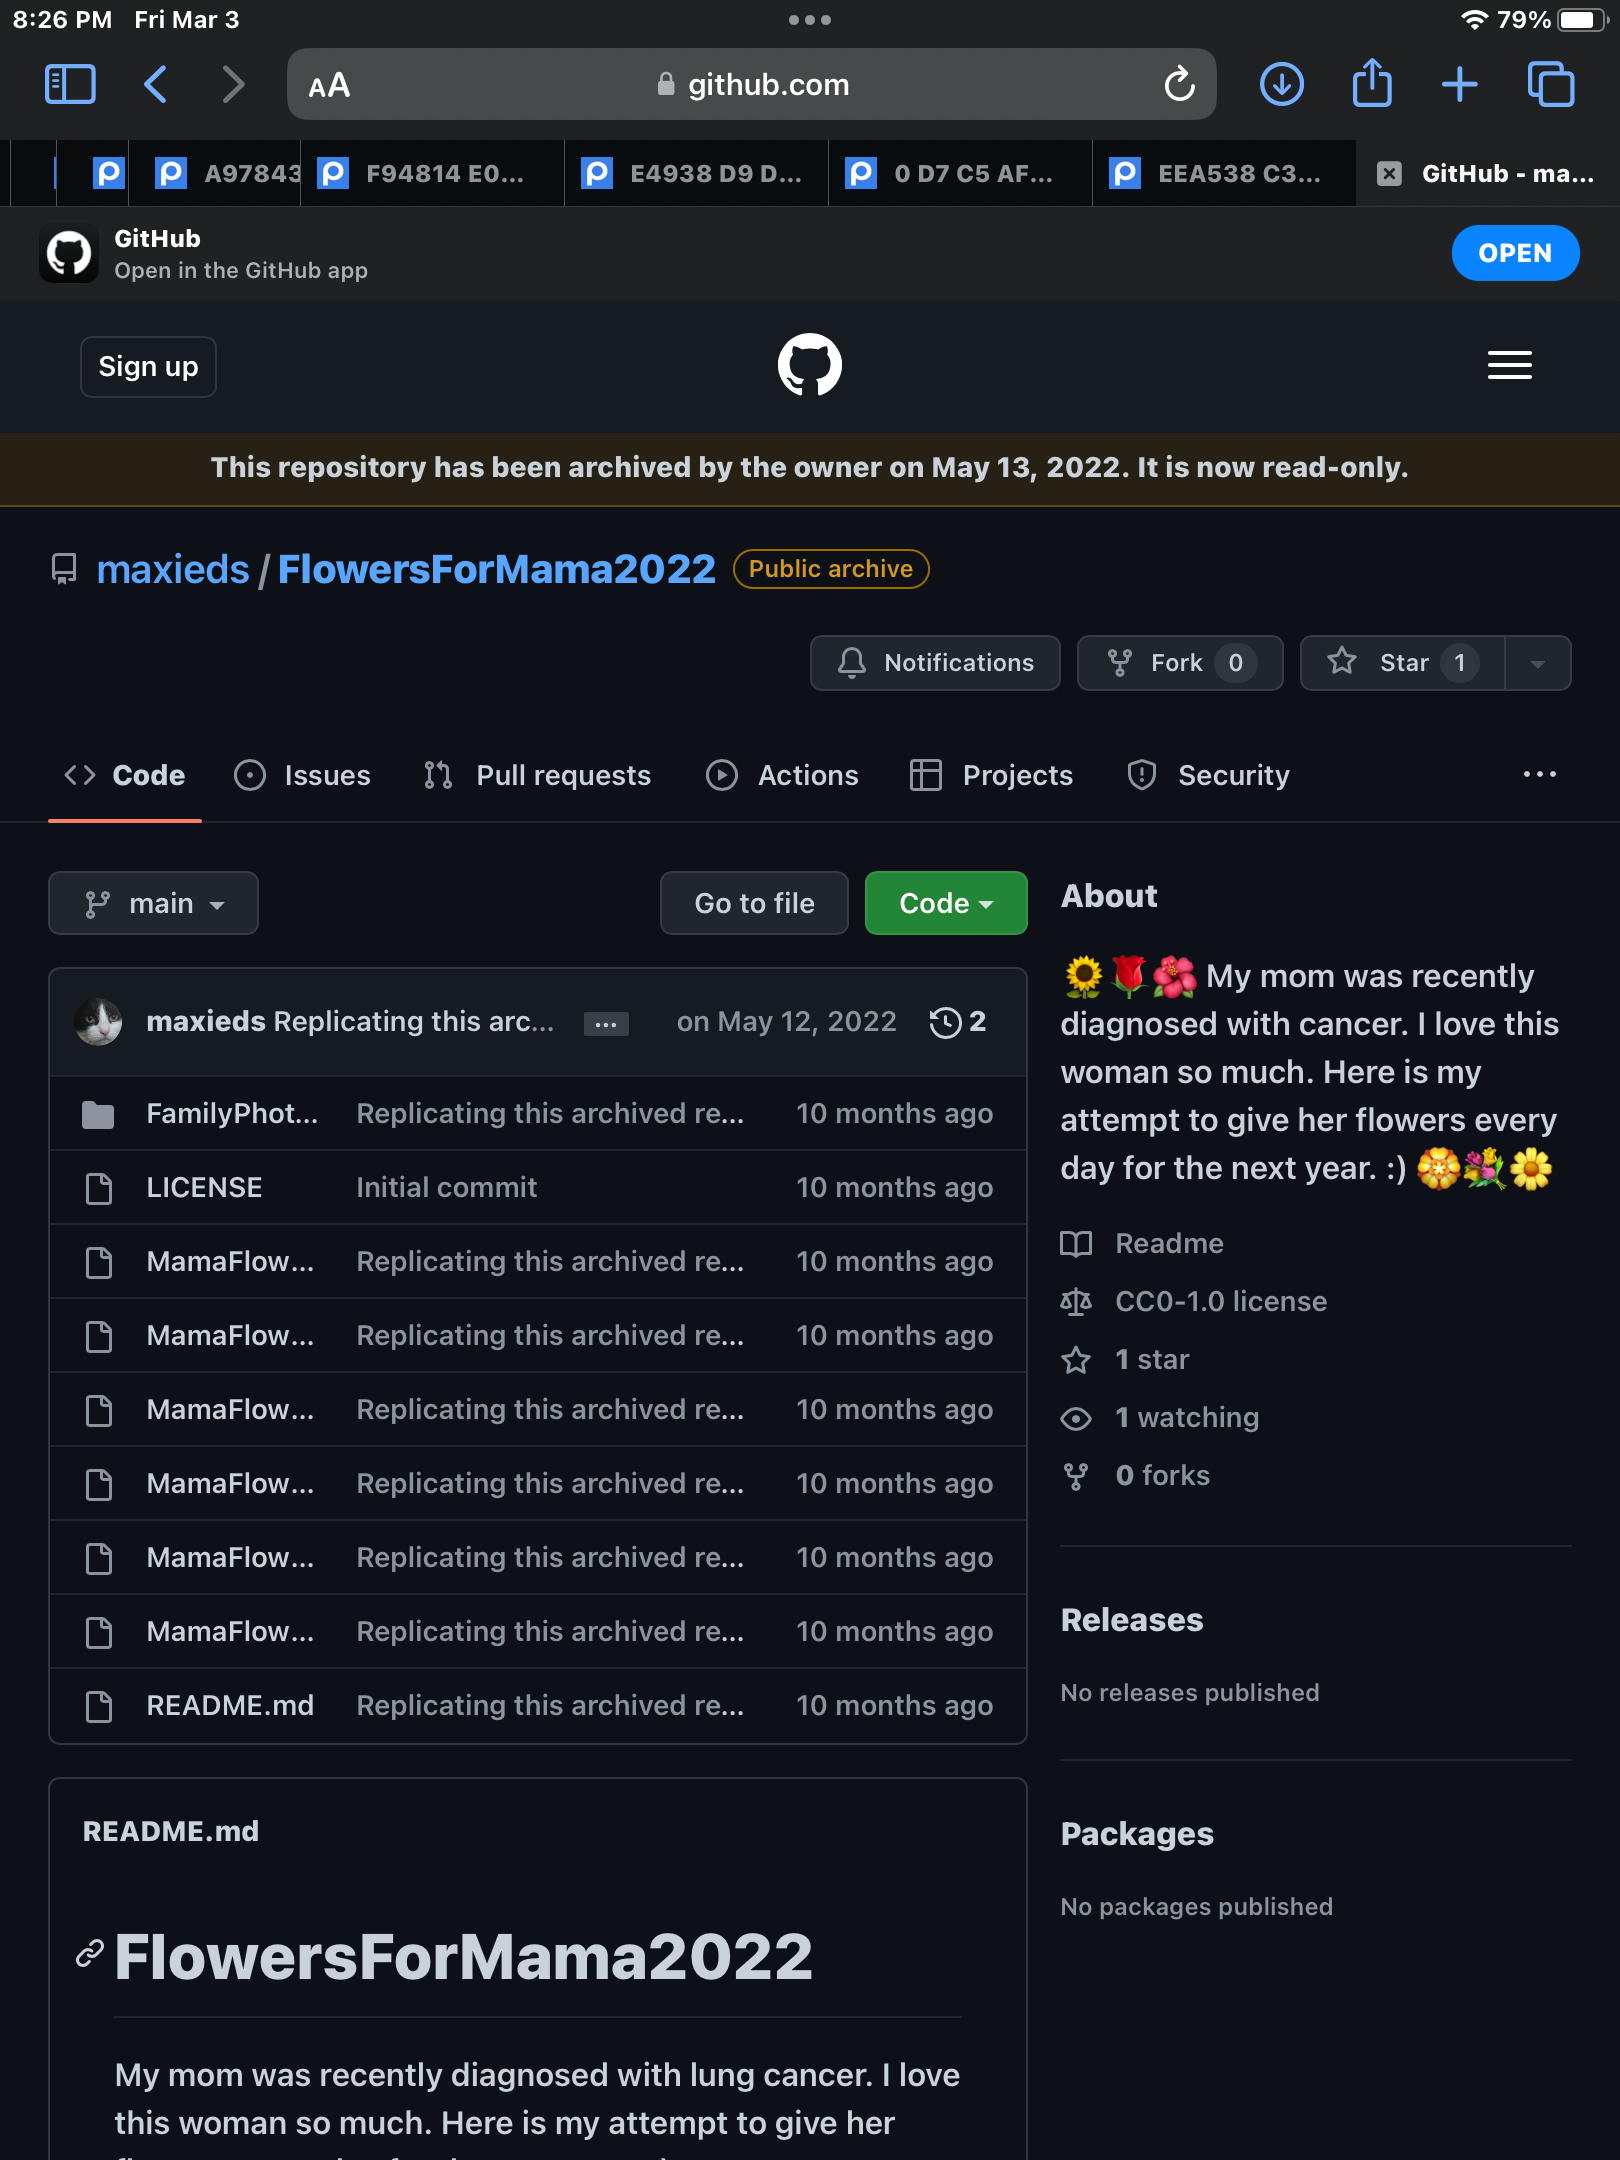 8:26 PM Fri Mar 3
79%
AA github.com
A97843 F94814 E0... E4938 D9 D... 0 D7 C5 AF... EEA538 C3... GitHub - ma...
GitHub
Open in the GitHub app
OPEN
Sign up
This repository has been archived by the owner on May 13, 2022. It is now read-only.
maxieds / FlowersForMama2022 Public archive
Notifications Fork 0 Star 1
Code Issues Pull requests Actions Projects Security ...
main Go to file Code
maxieds Replicating this arc... ... on May 12, 2022 2
FamilyPhot... Replicating this archived re... 10 months ago
LICENSE Initial commit 10 months ago
MamaFlow... Replicating this archived re... 10 months ago
MamaFlow... Replicating this archived re... 10 months ago
MamaFlow... Replicating this archived re... 10 months ago
MamaFlow... Replicating this archived re... 10 months ago
MamaFlow... Replicating this archived re... 10 months ago
MamaFlow... Replicating this archived re... 10 months ago
README.md Replicating this archived re... 10 months ago
README.md
FlowersForMama2022
My mom was recently diagnosed with lung cancer. I love
this woman so much. Here is my attempt to give her
About
🌻🌹🌺 My mom was recently
diagnosed with cancer. I love this
woman so much. Here is my
attempt to give her flowers every
day for the next year. :) 🏵️💐🌼
Readme
CC0-1.0 license
1 star
1 watching
0 forks
Releases
No releases published
Packages
No packages published